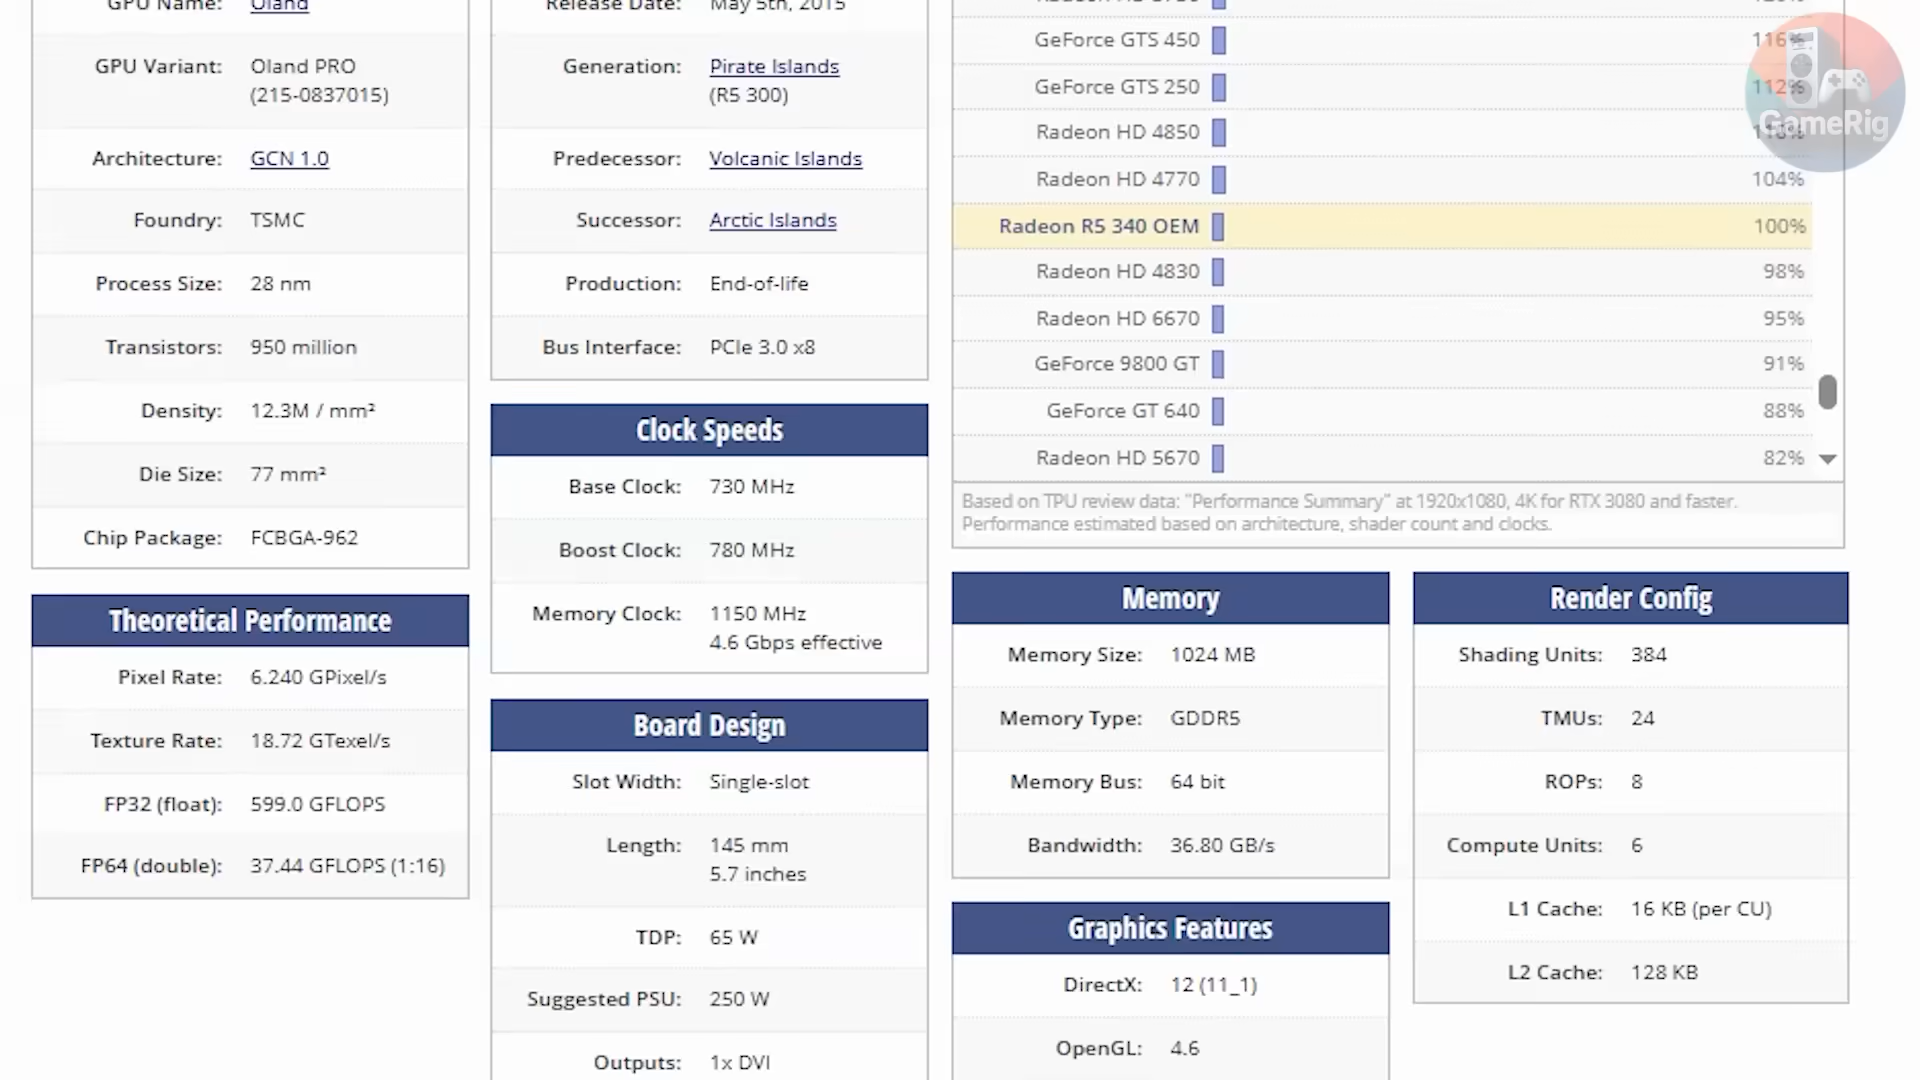 GPU Name: Oland
GPU Variant: Oland PRO
(215-0837015)
Architecture: GCN 1.0
Foundry: TSMC
Process Size: 28 nm
Transistors: 950 million
Density: 12.3M / mm²
Die Size: 77 mm²
Chip Package: FCBGA-962
Theoretical Performance
Pixel Rate: 6.240 GPixel/s
Texture Rate: 18.72 GTexel/s
FP32 (float): 599.0 GFLOPS
FP64 (double): 37.44 GFLOPS (1:16)
Release Date: May 5th, 2015
Generation: Pirate Islands
(R5 300)
Predecessor: Volcanic Islands
Successor: Arctic Islands
Production: End-of-life
Bus Interface: PCIe 3.0 x8
Clock Speeds
Base Clock: 730 MHz
Boost Clock: 780 MHz
Memory Clock: 1150 MHz
4.6 Gbps effective
Board Design
Slot Width: Single-slot
Length: 145 mm
5.7 inches
TDP: 65 W
Suggested PSU: 250 W
Outputs: 1x DVI
GeForce GTS 450 116%
GeForce GTS 250 112%
Radeon HD 4850
Radeon HD 4770 104%
Radeon R5 340 OEM 100%
Radeon HD 4830 98%
Radeon HD 6670 95%
GeForce 9800 GT 91%
GeForce GT 640 88%
Radeon HD 5670 82%
Based on TPU review data: "Performance Summary" at 1920x1080, 4K for RTX 3080 and faster.
Performance estimated based on architecture, shader count and clocks.
Memory
Memory Size: 1024 MB
Memory Type: GDDR5
Memory Bus: 64 bit
Bandwidth: 36.80 GB/s
Graphics Features
DirectX: 12 (11_1)
OpenGL: 4.6
Render Config
Shading Units: 384
TMUs: 24
ROPs: 8
Compute Units: 6
L1 Cache: 16 KB (per CU)
L2 Cache: 128 KB
GameRig